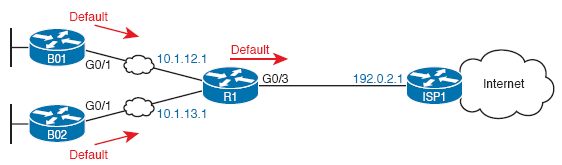 Default
B01
G0/1
10.1.12.1
Default
R1
G0/3
192.0.2.1
ISP1
Internet
G0/1
10.1.13.1
B02
Default